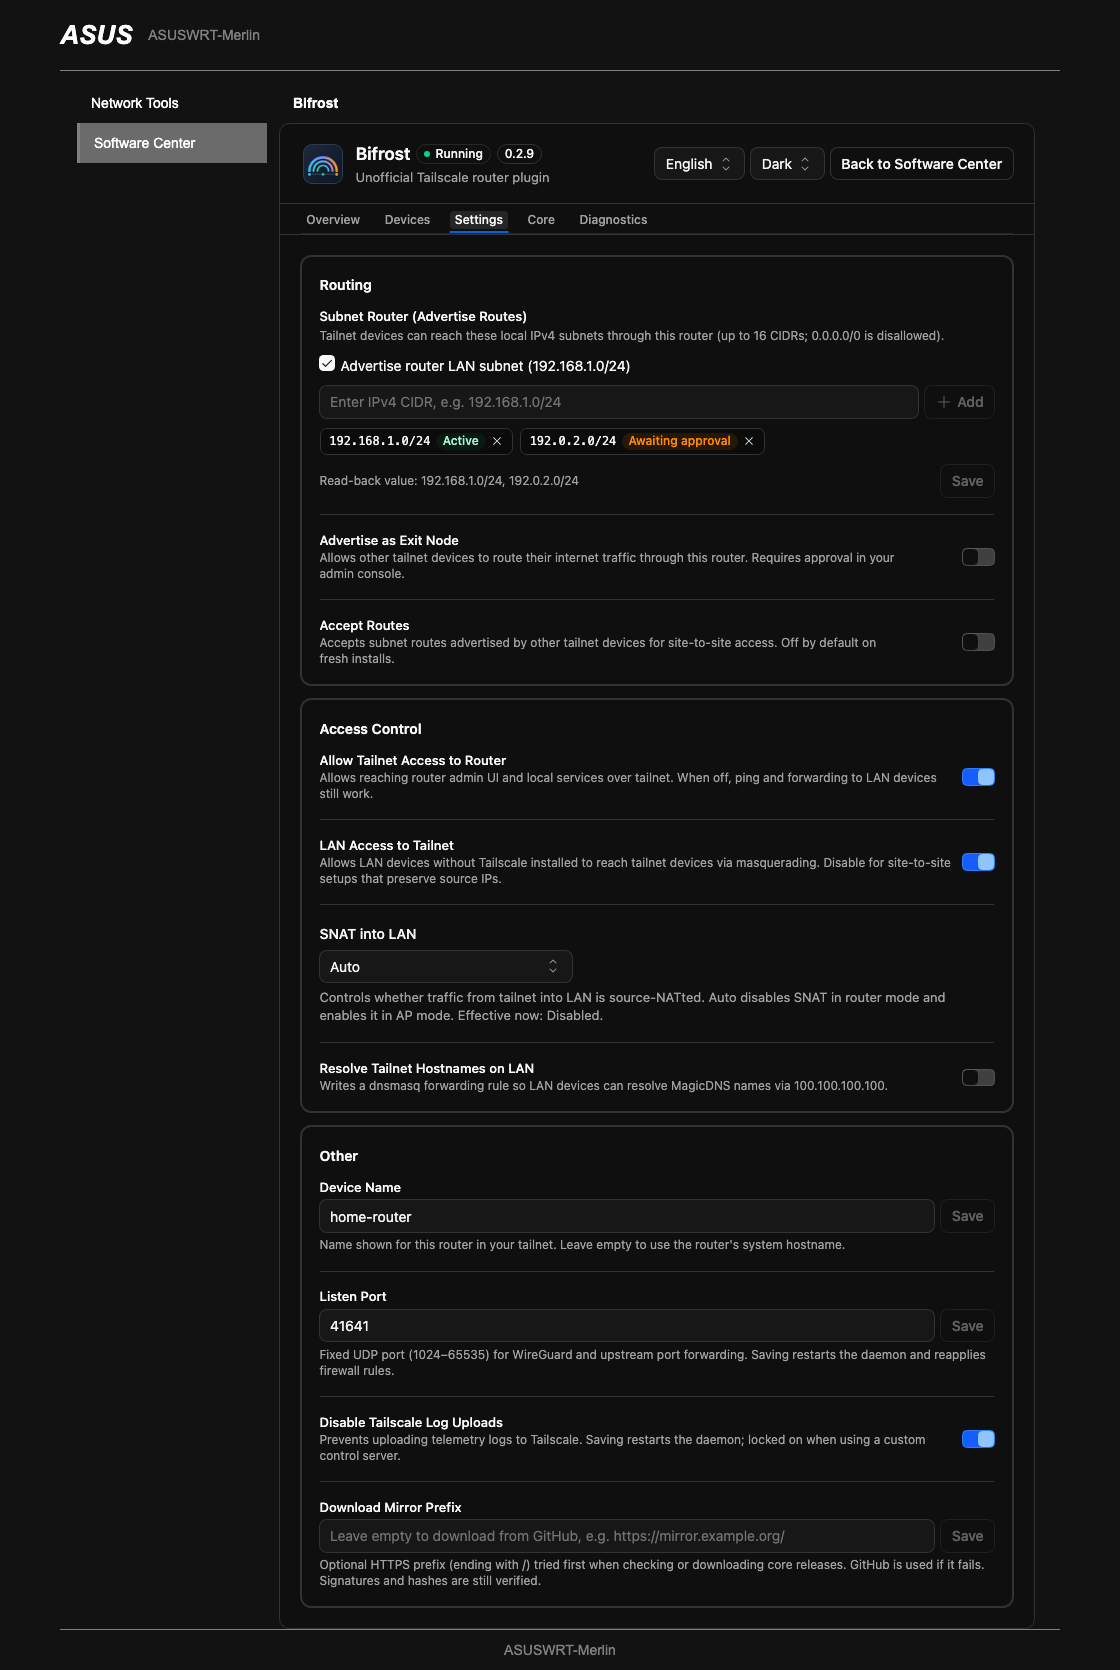 ASUS ASUSWRT-Merlin
Network Tools
Software Center
Bifrost
Bifrost Running 0.2.9
Unofficial Tailscale router plugin
English Dark Back to Software Center
Overview Devices Settings Core Diagnostics
Routing
Subnet Router (Advertise Routes)
Tailnet devices can reach these local IPv4 subnets through this router (up to 16 CIDRs; 0.0.0.0/0 is disallowed).
Advertise router LAN subnet (192.168.1.0/24)
Enter IPv4 CIDR, e.g. 192.168.1.0/24 Add
192.168.1.0/24 Active 192.0.2.0/24 Awaiting approval
Read-back value: 192.168.1.0/24, 192.0.2.0/24 Save
Advertise as Exit Node
Allows other tailnet devices to route their internet traffic through this router. Requires approval in your
admin console.
Accept Routes
Accepts subnet routes advertised by other tailnet devices for site-to-site access. Off by default on
fresh installs.
Access Control
Allow Tailnet Access to Router
Allows reaching router admin UI and local services over tailnet. When off, ping and forwarding to LAN devices
still work.
LAN Access to Tailnet
Allows LAN devices without Tailscale installed to reach tailnet devices via masquerading. Disable for site-to-site
setups that preserve source IPs.
SNAT into LAN
Auto
Controls whether traffic from tailnet into LAN is source-NATted. Auto disables SNAT in router mode and
enables it in AP mode. Effective now: Disabled.
Resolve Tailnet Hostnames on LAN
Writes a dnsmasq forwarding rule so LAN devices can resolve MagicDNS names via 100.100.100.100.
Other
Device Name
home-router Save
Name shown for this router in your tailnet. Leave empty to use the router's system hostname.
Listen Port
41641 Save
Fixed UDP port (1024–65535) for WireGuard and upstream port forwarding. Saving restarts the daemon and reapplies
firewall rules.
Disable Tailscale Log Uploads
Prevents uploading telemetry logs to Tailscale. Saving restarts the daemon; locked on when using a custom
control server.
Download Mirror Prefix
Leave empty to download from GitHub, e.g. https://mirror.example.org/ Save
Optional HTTPS prefix (ending with /) tried first when checking or downloading core releases. GitHub is used if it fails.
Signatures and hashes are still verified.
ASUSWRT-Merlin